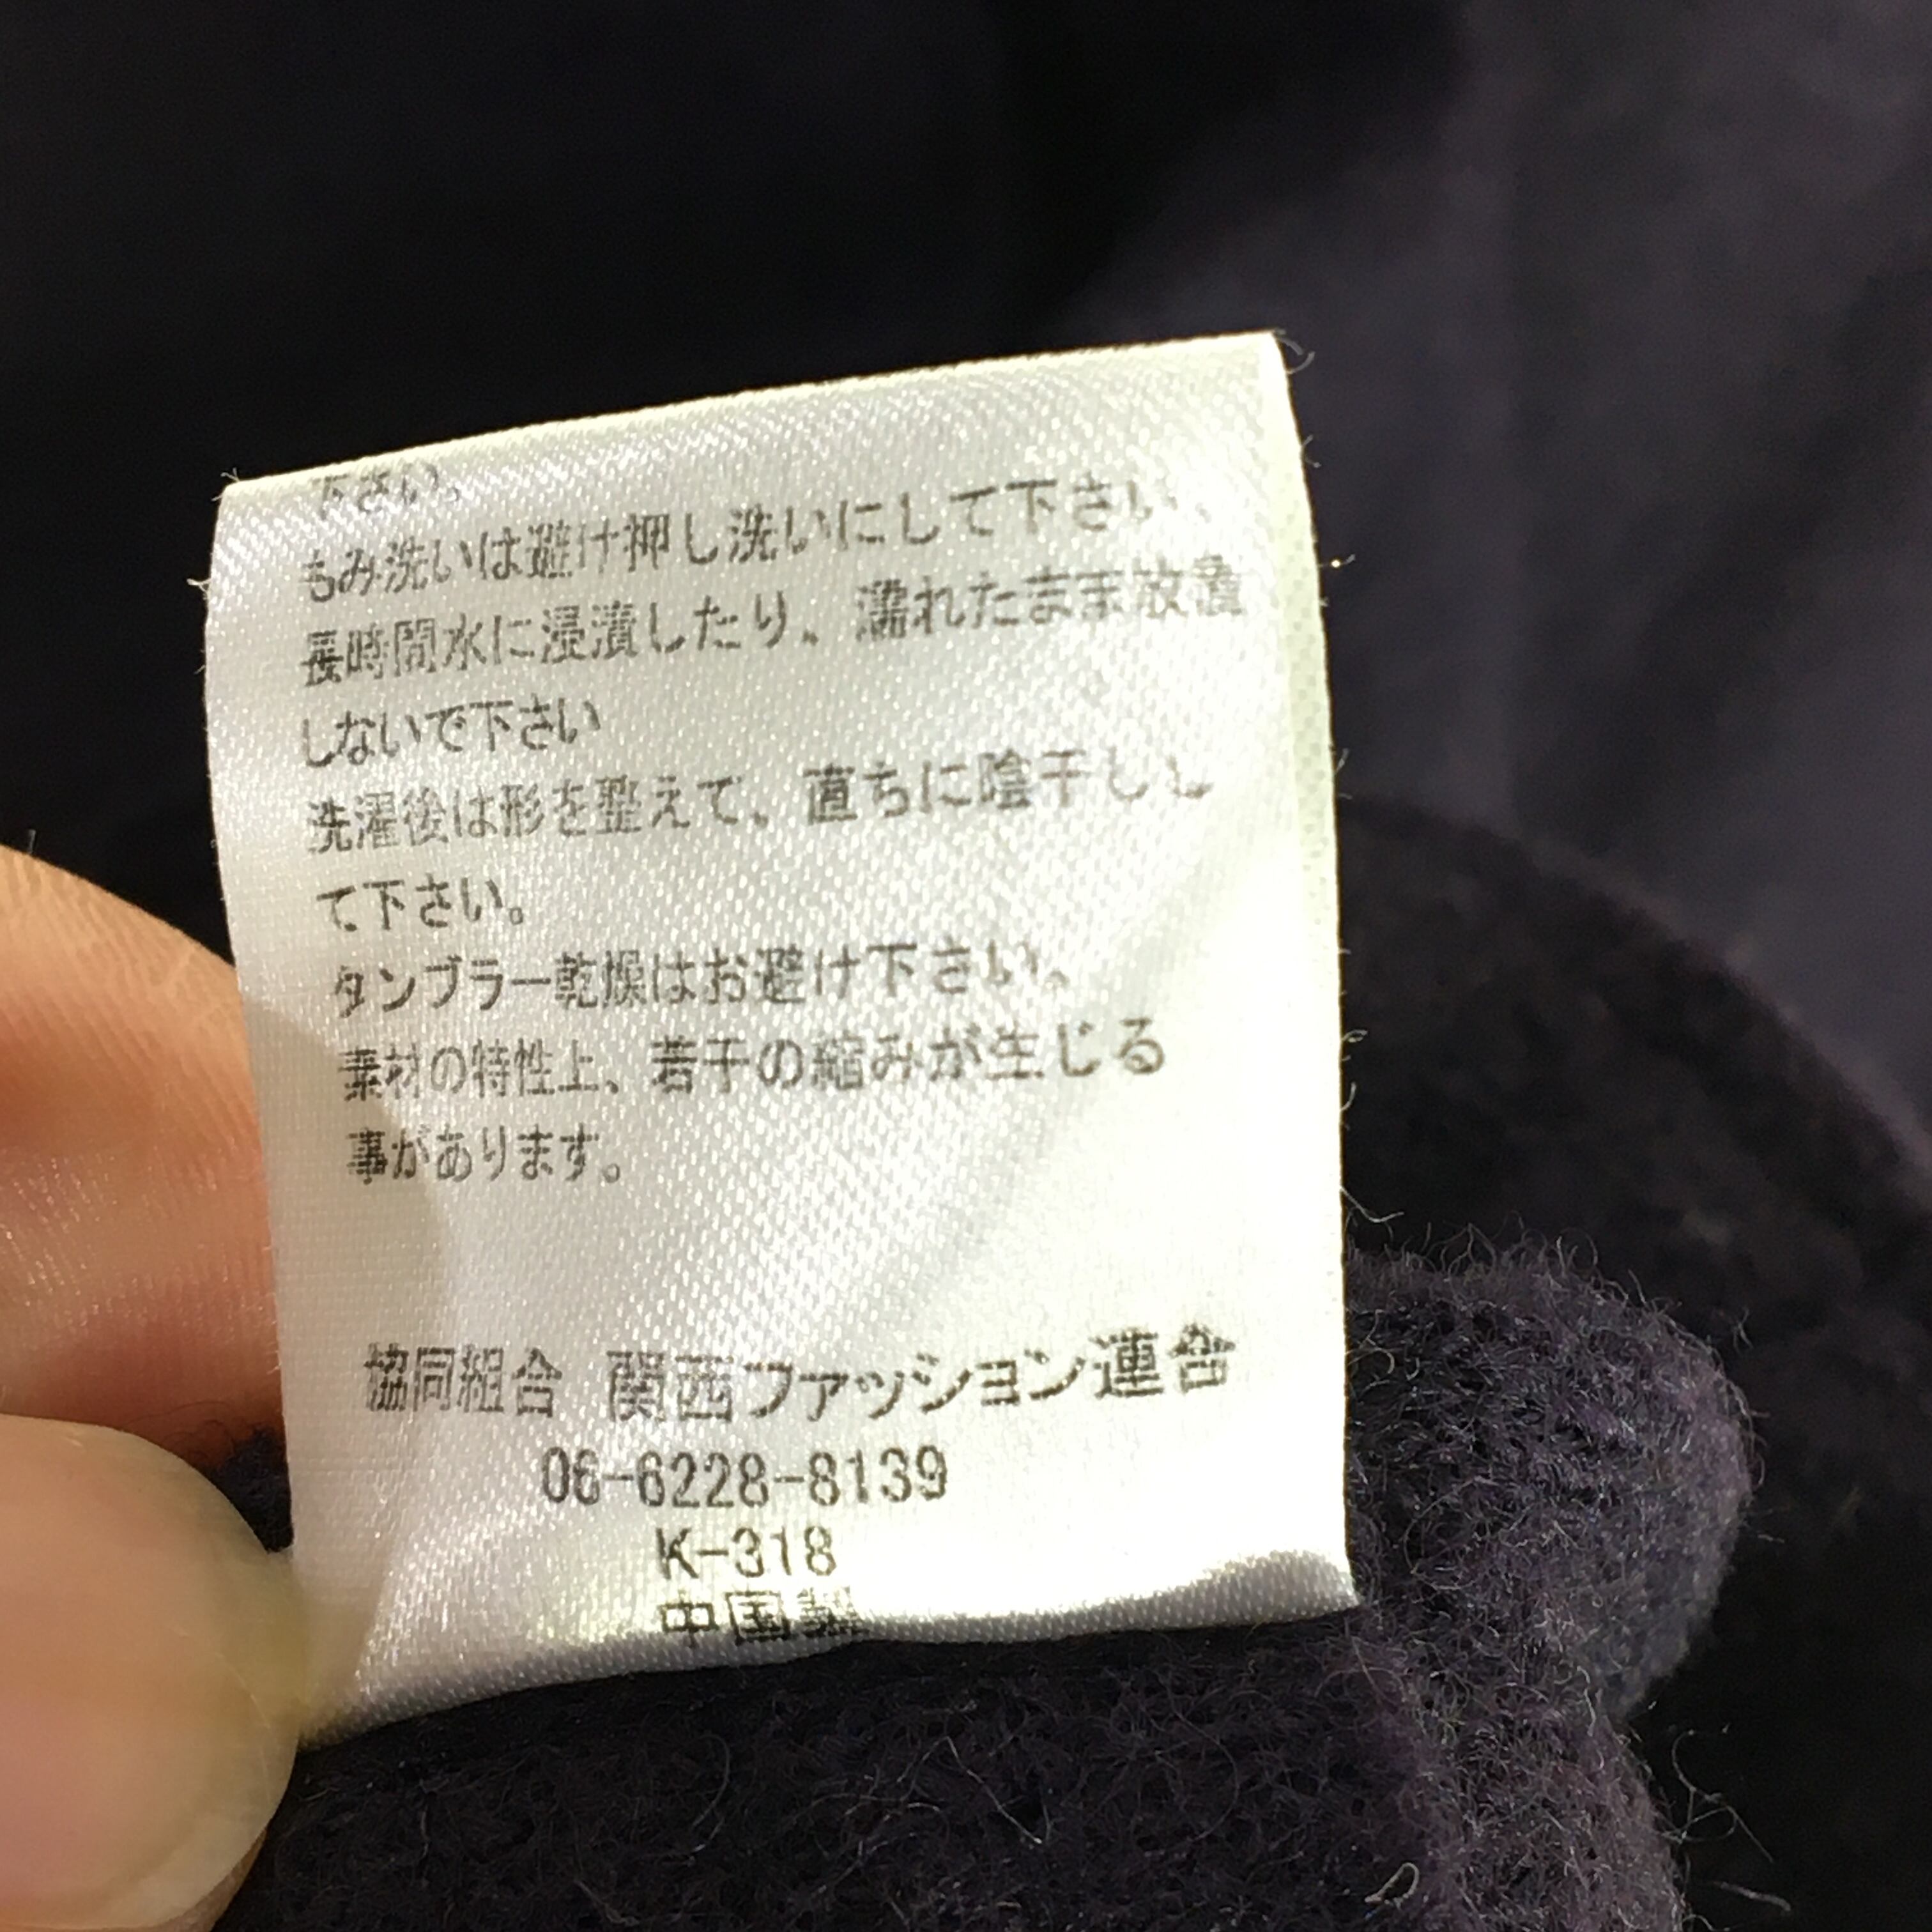 下さい。
もみ洗いは避け押し洗いにして下さい、
長時間水に浸漬したり、濡れたまま放置
しないで下さい
洗濯後は形を整えて、直ちに陰干しし
て下さい。
タンブラー乾燥はお避け下さい。
素材の特性上、若干の縮みが生じる
事があります。
協同組合 関西ファッション連合
06-6228-8139
K-318
中国製